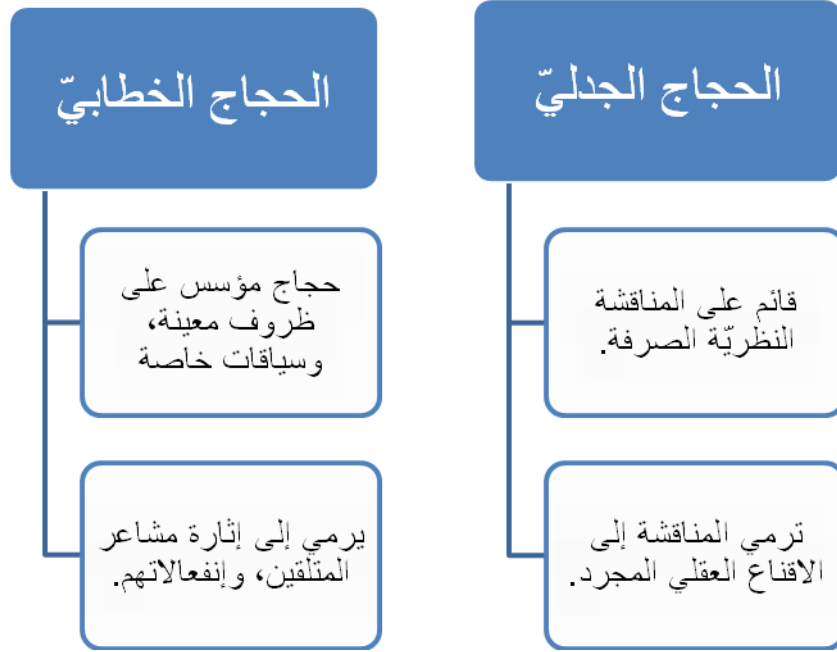 الحجاج الجدليّ
قائم على المناقشة
النظريّة الصرفة.
ترمي المناقشة إلى
الاقناع العقلي المجرد.
الحجاج الخطابيّ
حجاج مؤسس على
ظروف معينة،
وسياقات خاصة
يرمي إلى إثارة مشاعر
المتلقين، وإنفعالاتهم.